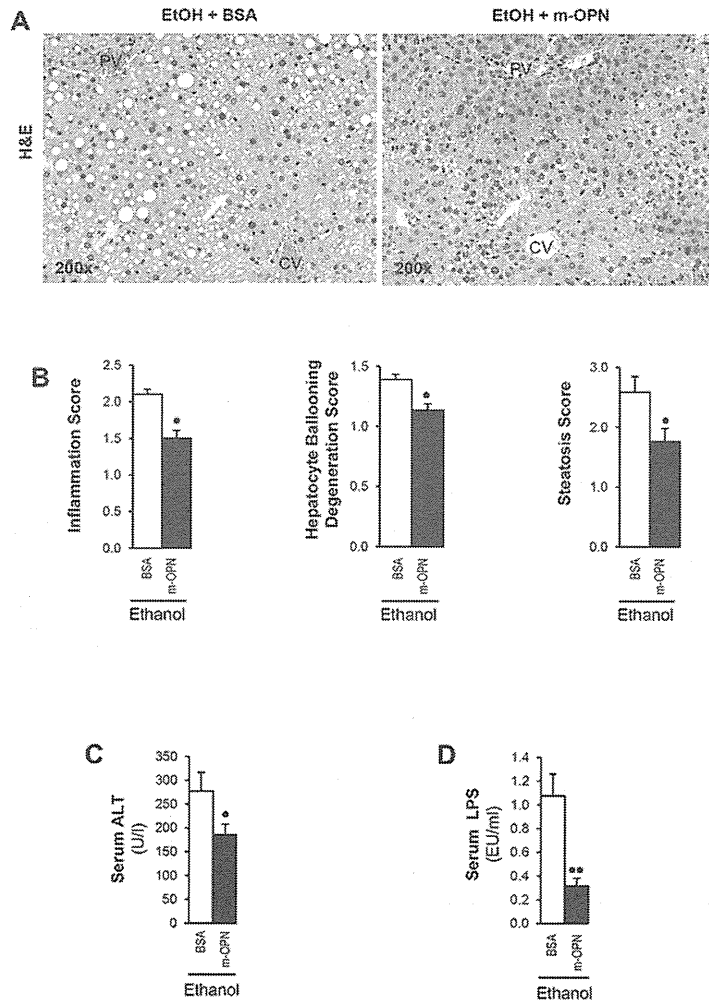 A
EtOH + BSA
EtOH + m-OPN
H&E
PV
CV
200x
PV
CV
200x
B
Inflammation Score
2.5
2.0
1.5
1.0
0.5
0.0
*
BSA
m-OPN
Ethanol
Hepatocyte Ballooning
Degeneration Score
1.5
1.0
0.5
0.0
*
BSA
m-OPN
Ethanol
Steatosis Score
3.0
2.0
1.0
0.0
*
BSA
m-OPN
Ethanol
C
Serum ALT
(U/l)
350
300
250
200
150
100
50
0
*
BSA
m-OPN
Ethanol
D
Serum LPS
(EU/ml)
1.4
1.2
1.0
0.8
0.6
0.4
0.2
0.0
**
BSA
m-OPN
Ethanol